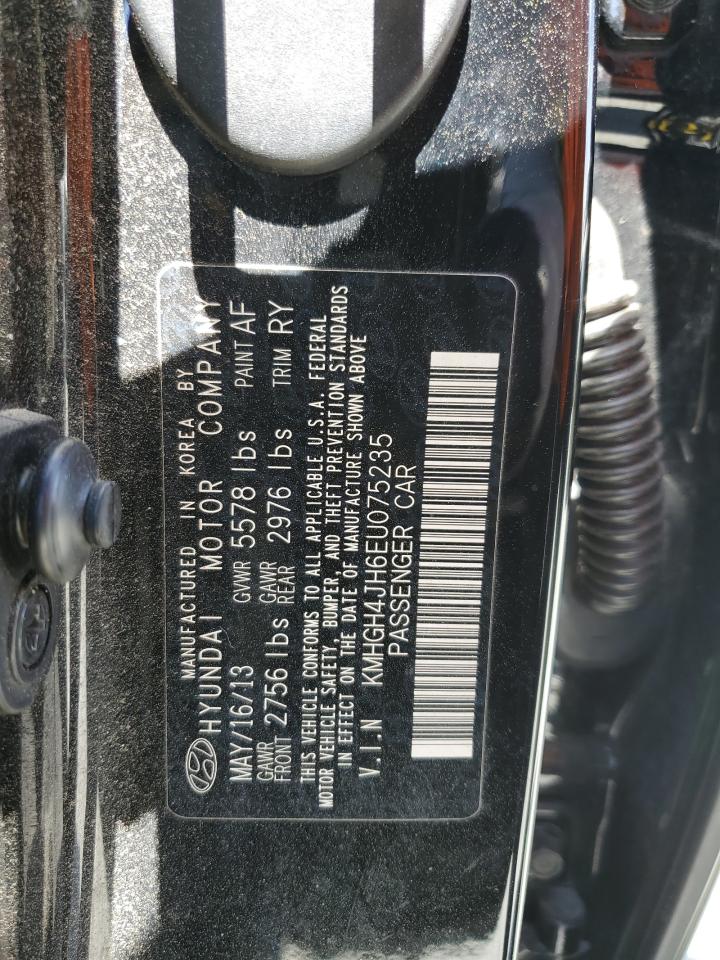 MANUFACTURED IN KOREA BY
HYUNDAI MOTOR COMPANY
MAY/16/13 GVWR 5578 lbs PAINT AF
GAWR FRONT 2756 lbs GAWR REAR 2976 lbs TRIM RY
THIS VEHICLE CONFORMS TO ALL APPLICABLE U.S.A. FEDERAL
MOTOR VEHICLE SAFETY, BUMPER, AND THEFT PREVENTION STANDARDS
IN EFFECT ON THE DATE OF MANUFACTURE SHOWN ABOVE
V.I.N KMHGH4JH6EU075235
PASSENGER CAR